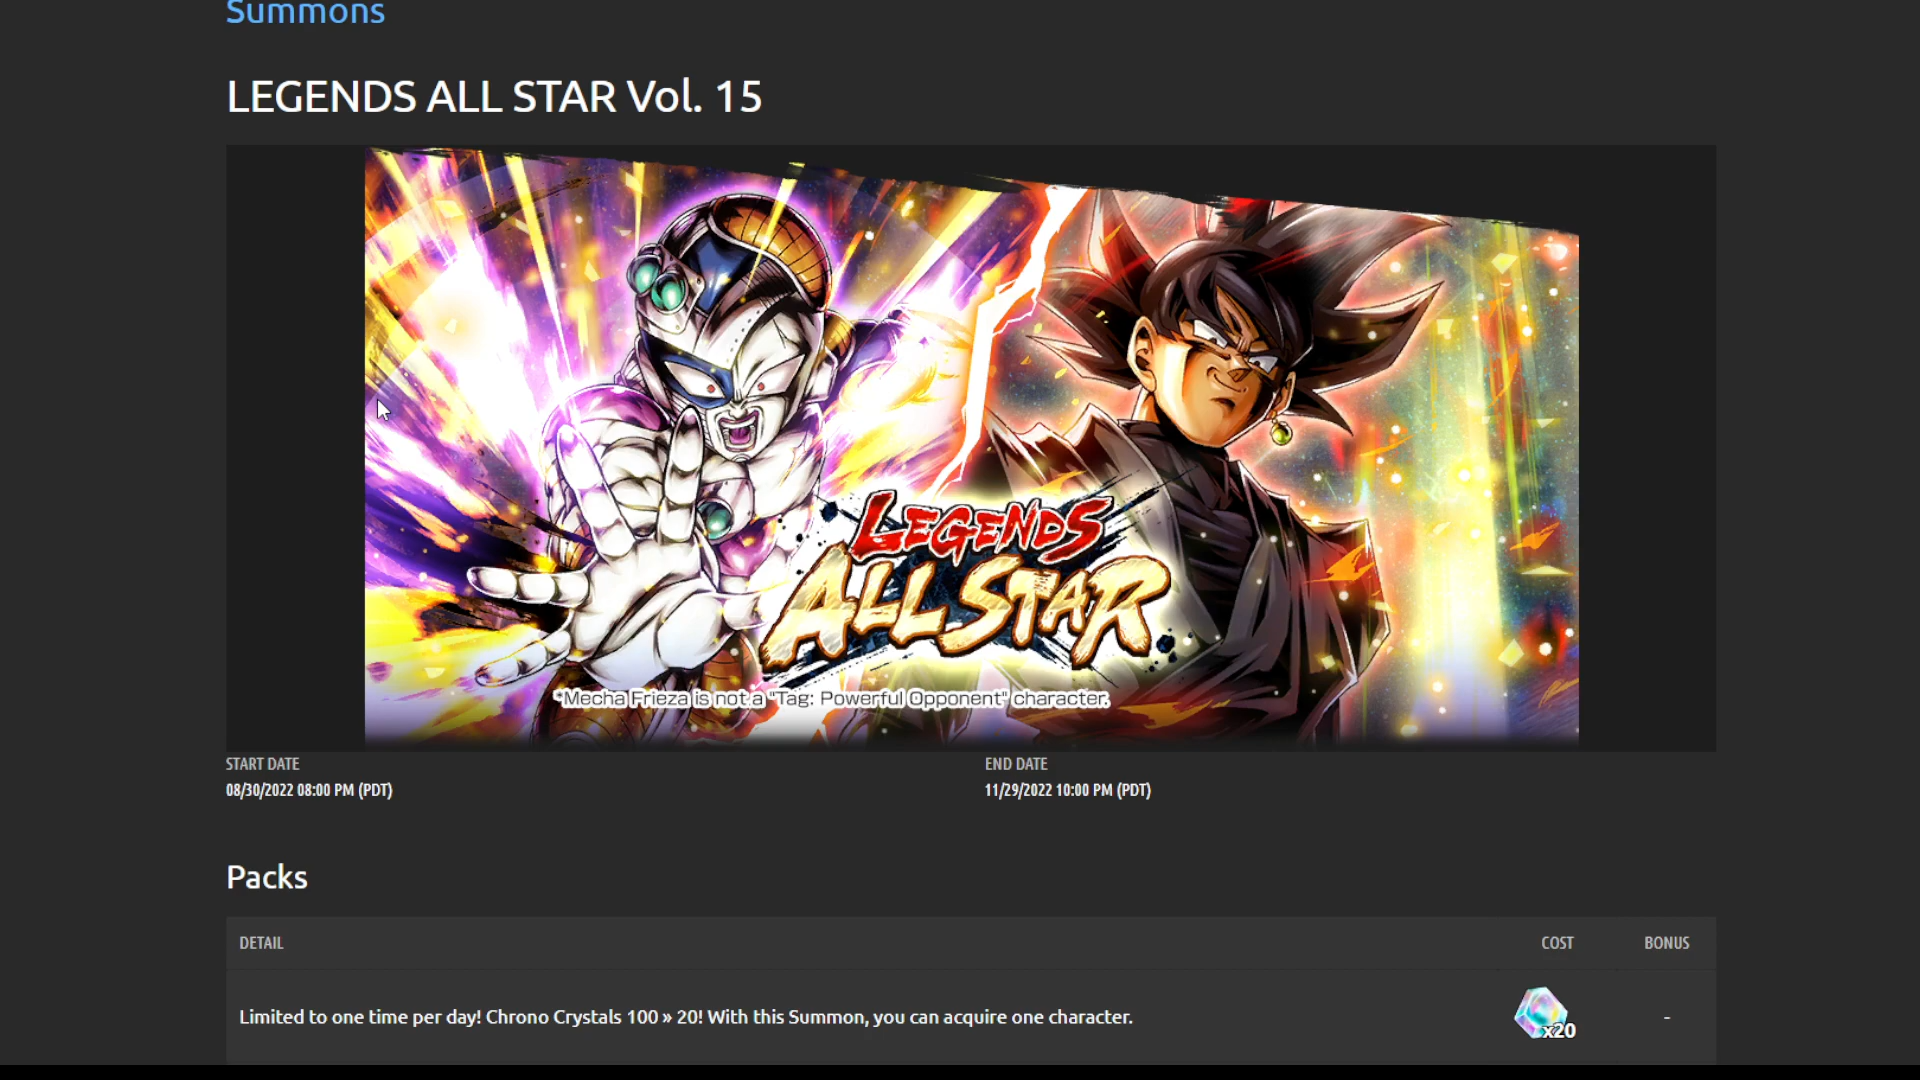 Summons
LEGENDS ALL STAR Vol. 15
LEGENDS
ALL STAR
*Mecha Frieza is not a "Tag: Powerful Opponent" character.
START DATE
08/30/2022 08:00 PM (PDT)
END DATE
11/29/2022 10:00 PM (PDT)
Packs
DETAIL COST BONUS
Limited to one time per day! Chrono Crystals 100 » 20! With this Summon, you can acquire one character. x20 -